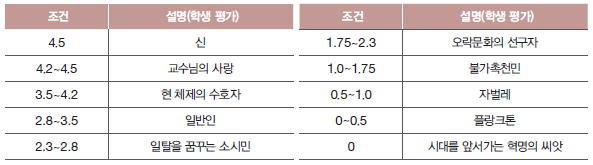 조건 설명(학생 평가) 조건 설명(학생 평가)
4.5 신 1.75~2.3 오락문화의 선구자
4.2~4.5 교수님의 사랑 1.0~1.75 불가촉천민
3.5~4.2 현 체제의 수호자 0.5~1.0 자벌레
2.8~3.5 일반인 0~0.5 플랑크톤
2.3~2.8 일탈을 꿈꾸는 소시민 0 시대를 앞서가는 혁명의 씨앗